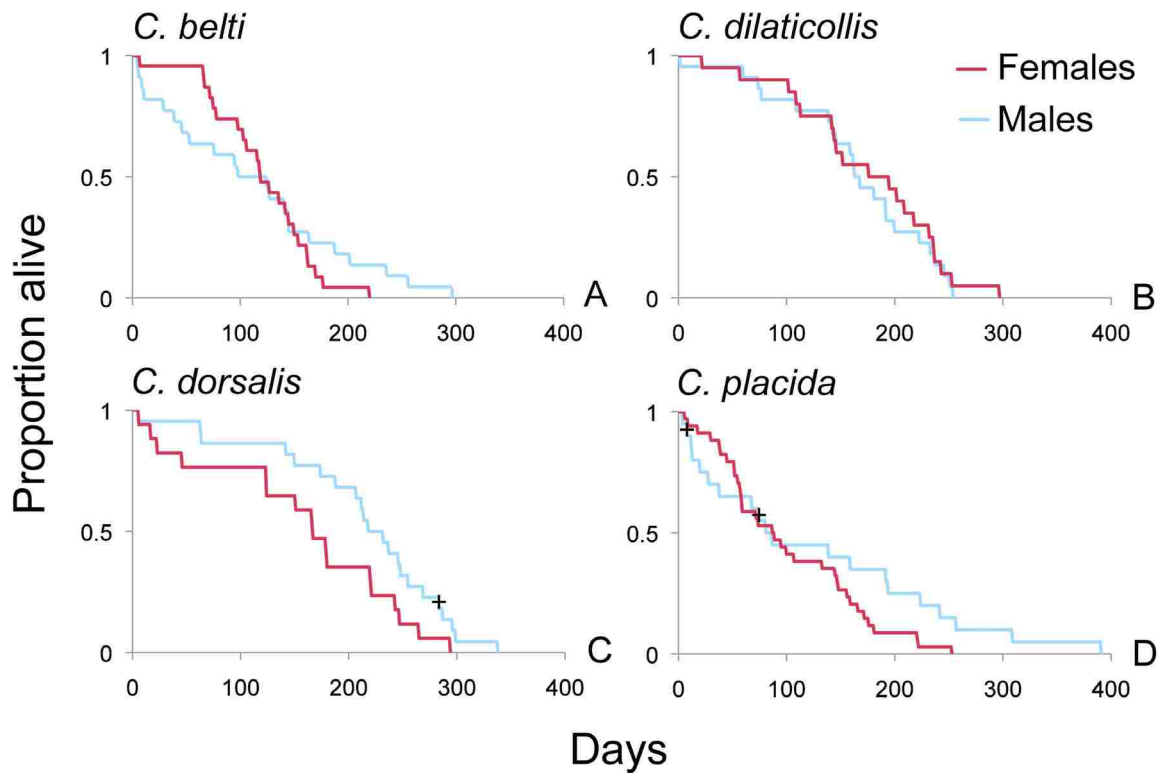 C. belti
C. dilaticollis
Females
Males
Proportion alive
1
0.5
0
0 100 200 300 400
A
1
0.5
0
0 100 200 300 400
B
C. dorsalis
C. placida
1
0.5
0
0 100 200 300 400
C
1
0.5
0
0 100 200 300 400
D
Days